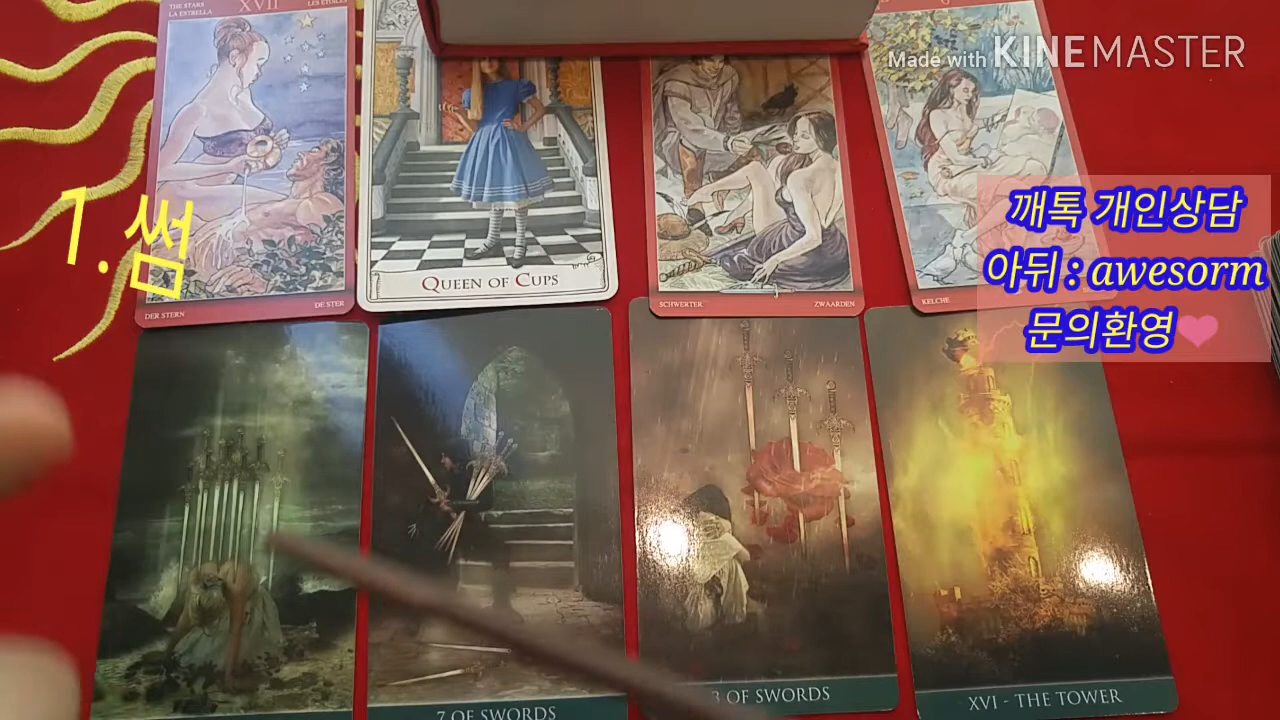 THE STARS
LA ESTRELLA
XVII
LES ETOILES
DER STERN
DE STER
QUEEN OF CUPS
SCHWERTER
3
ZWAARDEN
6
KELCHE
Made with KINEMASTER
1. 썸
깨톡 개인상담
아뒤 : awesorm
문의환영
7 OF SWORDS
3 OF SWORDS
XVI - THE TOWER